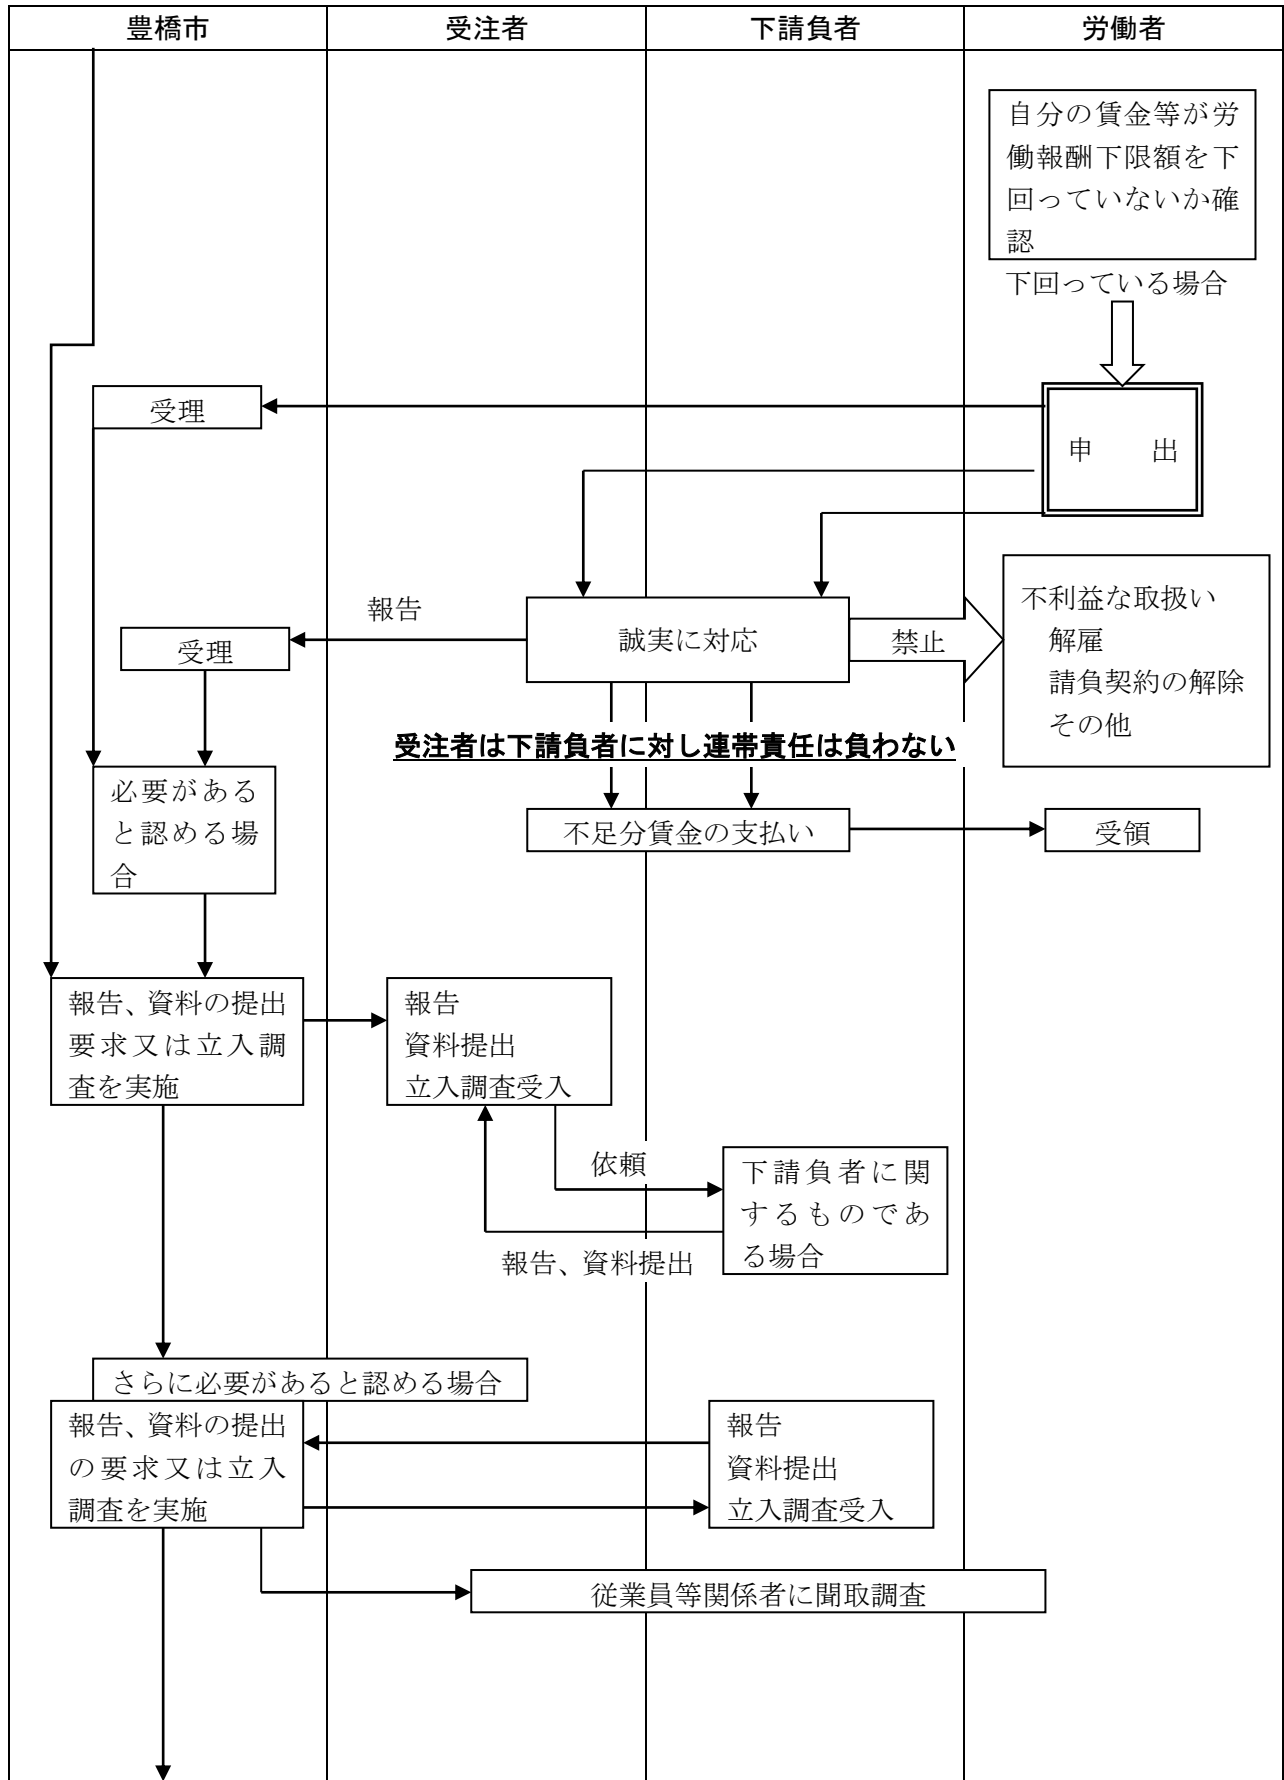 豊橋市
受注者
下請負者
労働者
自分の賃金等が労
働報酬下限額を下
回っていないか確
認
下回っている場合
受理
申　出
報告
受理
誠実に対応
禁止
不利益な取扱い
解雇
請負契約の解除
その他
受注者は下請負者に対し連帯責任は負わない
必要がある
と認める場
合
不足分賃金の支払い
受領
報告、資料の提出
要求又は立入調
査を実施
報告
資料提出
立入調査受入
依頼
下請負者に関
するものであ
る場合
報告、資料提出
さらに必要があると認める場合
報告、資料の提出
の要求又は立入
調査を実施
報告
資料提出
立入調査受入
従業員等関係者に聞取調査